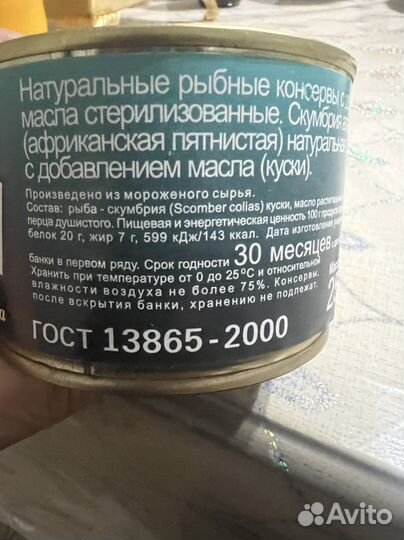 Натуральные рыбные консервы с
масла стерилизованные. Скумбрия
(африканская пятнистая) натуральная
с добавлением масла (куски).
Произведено из мороженого сырья.
Состав: рыба - скумбрия (Scomber colias) куски, масло
перца душистого. Пищевая и энергетическая ценность 100 г
белок 20 г, жир 7 г, 599 кДж/143 ккал. Дата изготовления
банки в первом ряду. Срок годности 30 месяцев
Хранить при температуре от 0 до 25°С и относительной
влажности воздуха не более 75%. Консервы,
после вскрытия банки, хранению не подлежат.
ГОСТ 13865-2000
Avito